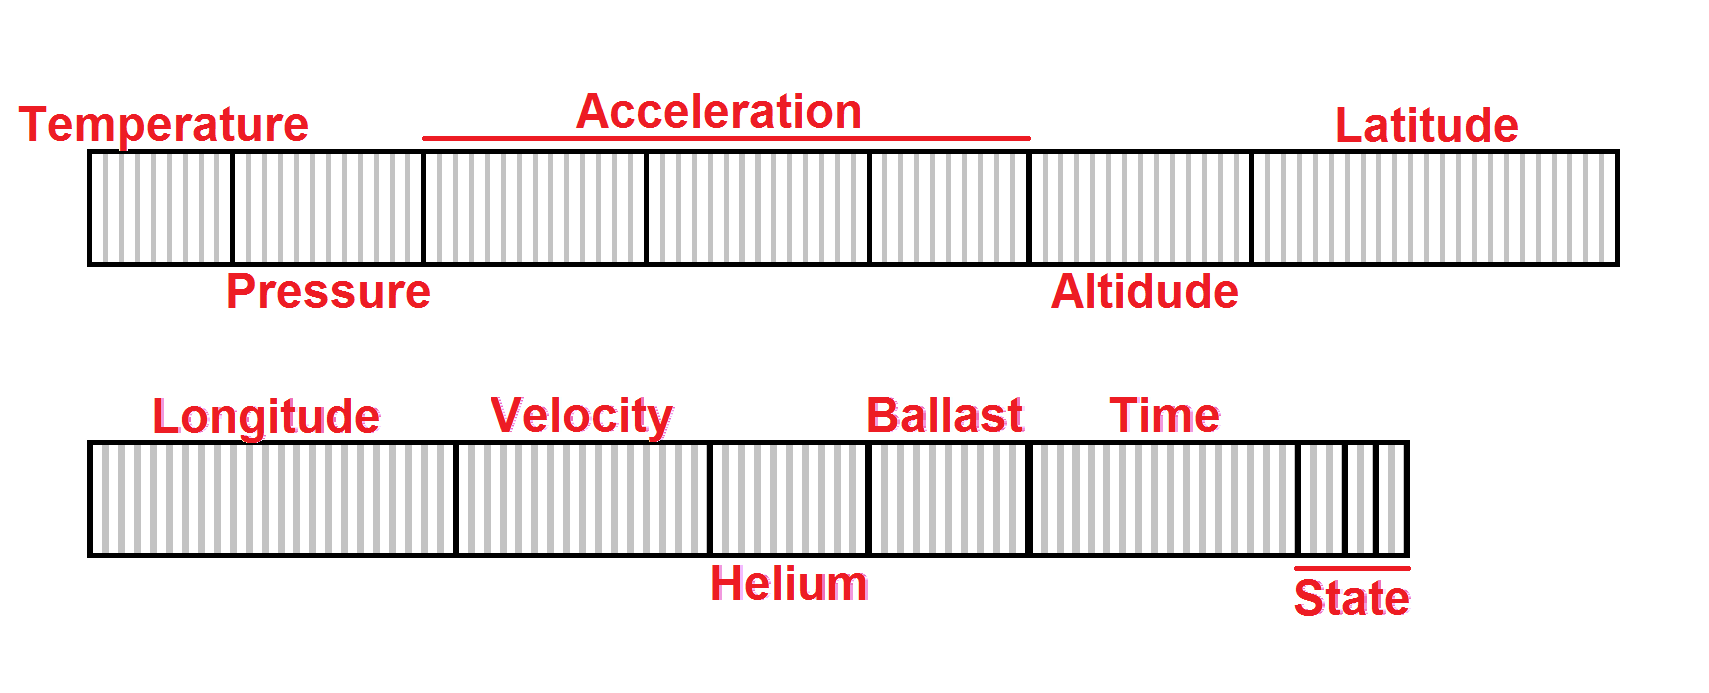 Temperature
Acceleration
Latitude
Pressure
Altidude
Longitude
Velocity
Ballast
Time
Helium
State